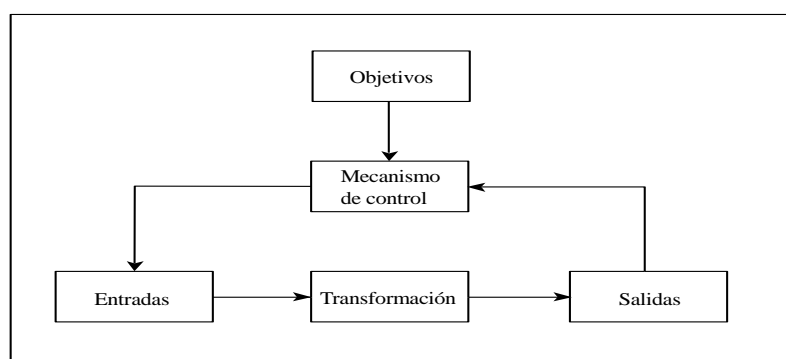 Objetivos
Mecanismo
de control
Entradas
Transformación
Salidas